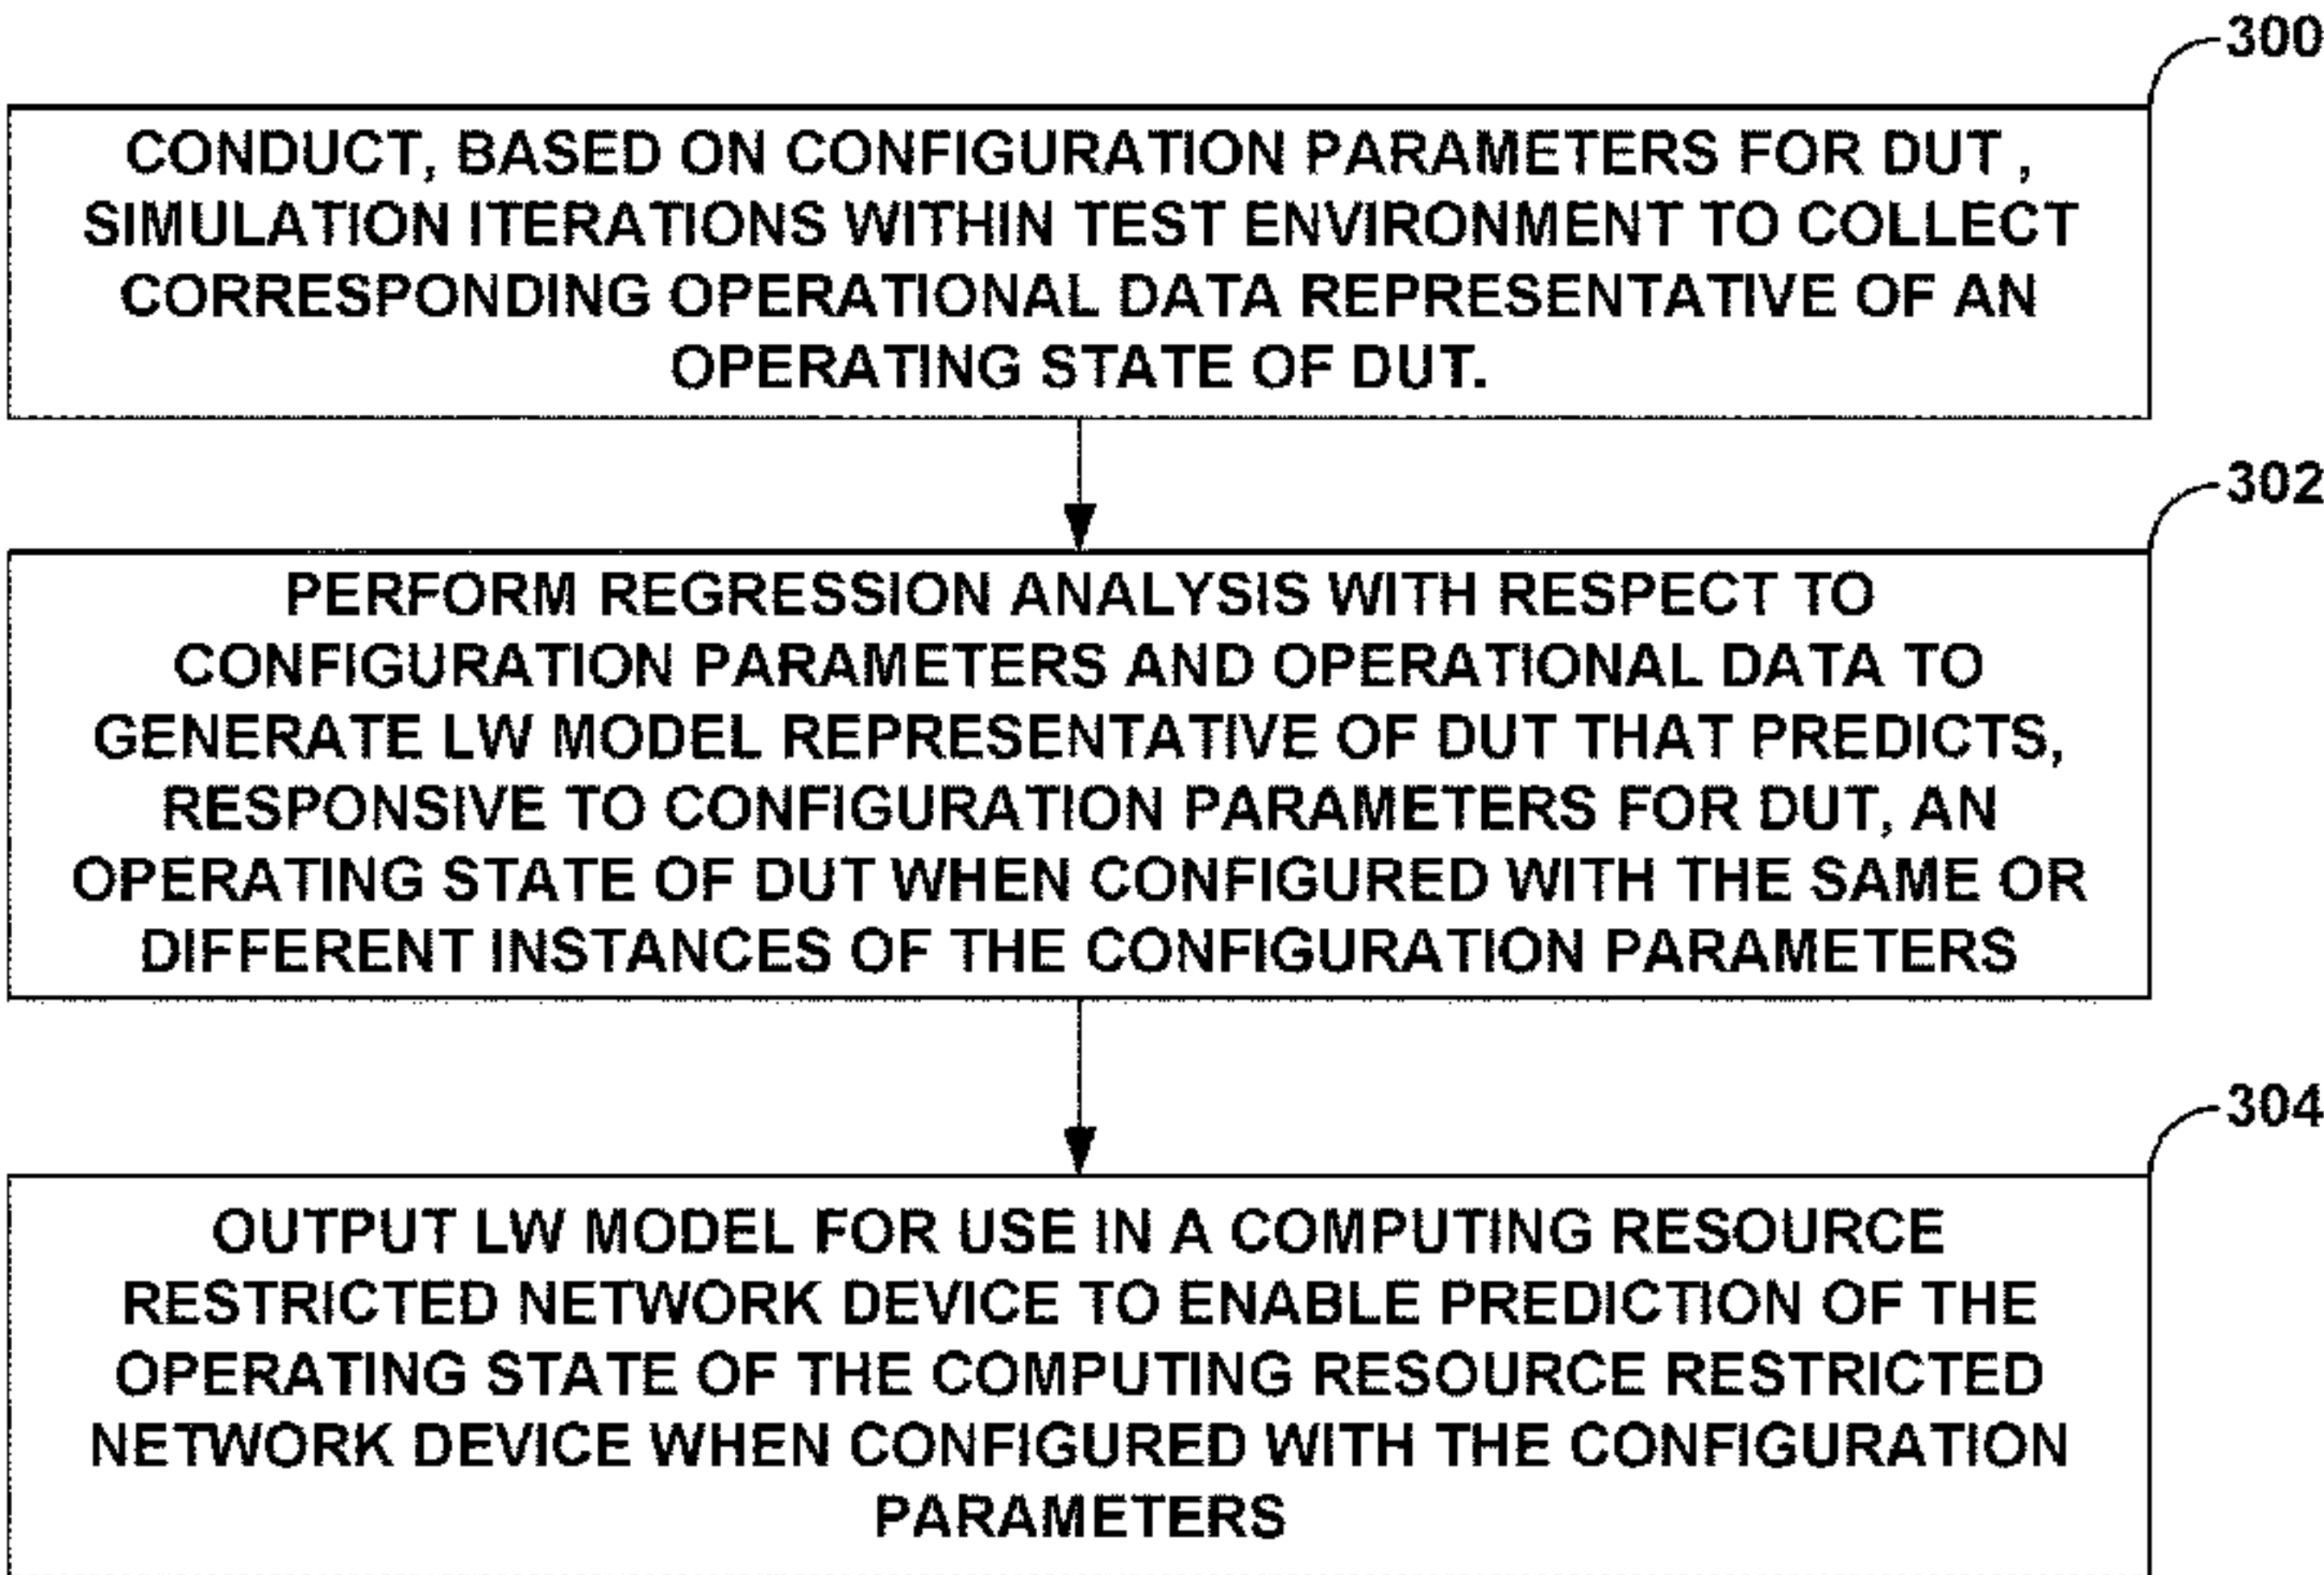 300
CONDUCT, BASED ON CONFIGURATION PARAMETERS FOR DUT ,
SIMULATION ITERATIONS WITHIN TEST ENVIRONMENT TO COLLECT
CORRESPONDING OPERATIONAL DATA REPRESENTATIVE OF AN
OPERATING STATE OF DUT.
302
PERFORM REGRESSION ANALYSIS WITH RESPECT TO
CONFIGURATION PARAMETERS AND OPERATIONAL DATA TO
GENERATE LW MODEL REPRESENTATIVE OF DUT THAT PREDICTS,
RESPONSIVE TO CONFIGURATION PARAMETERS FOR DUT, AN
OPERATING STATE OF DUT WHEN CONFIGURED WITH THE SAME OR
DIFFERENT INSTANCES OF THE CONFIGURATION PARAMETERS
304
OUTPUT LW MODEL FOR USE IN A COMPUTING RESOURCE
RESTRICTED NETWORK DEVICE TO ENABLE PREDICTION OF THE
OPERATING STATE OF THE COMPUTING RESOURCE RESTRICTED
NETWORK DEVICE WHEN CONFIGURED WITH THE CONFIGURATION
PARAMETERS